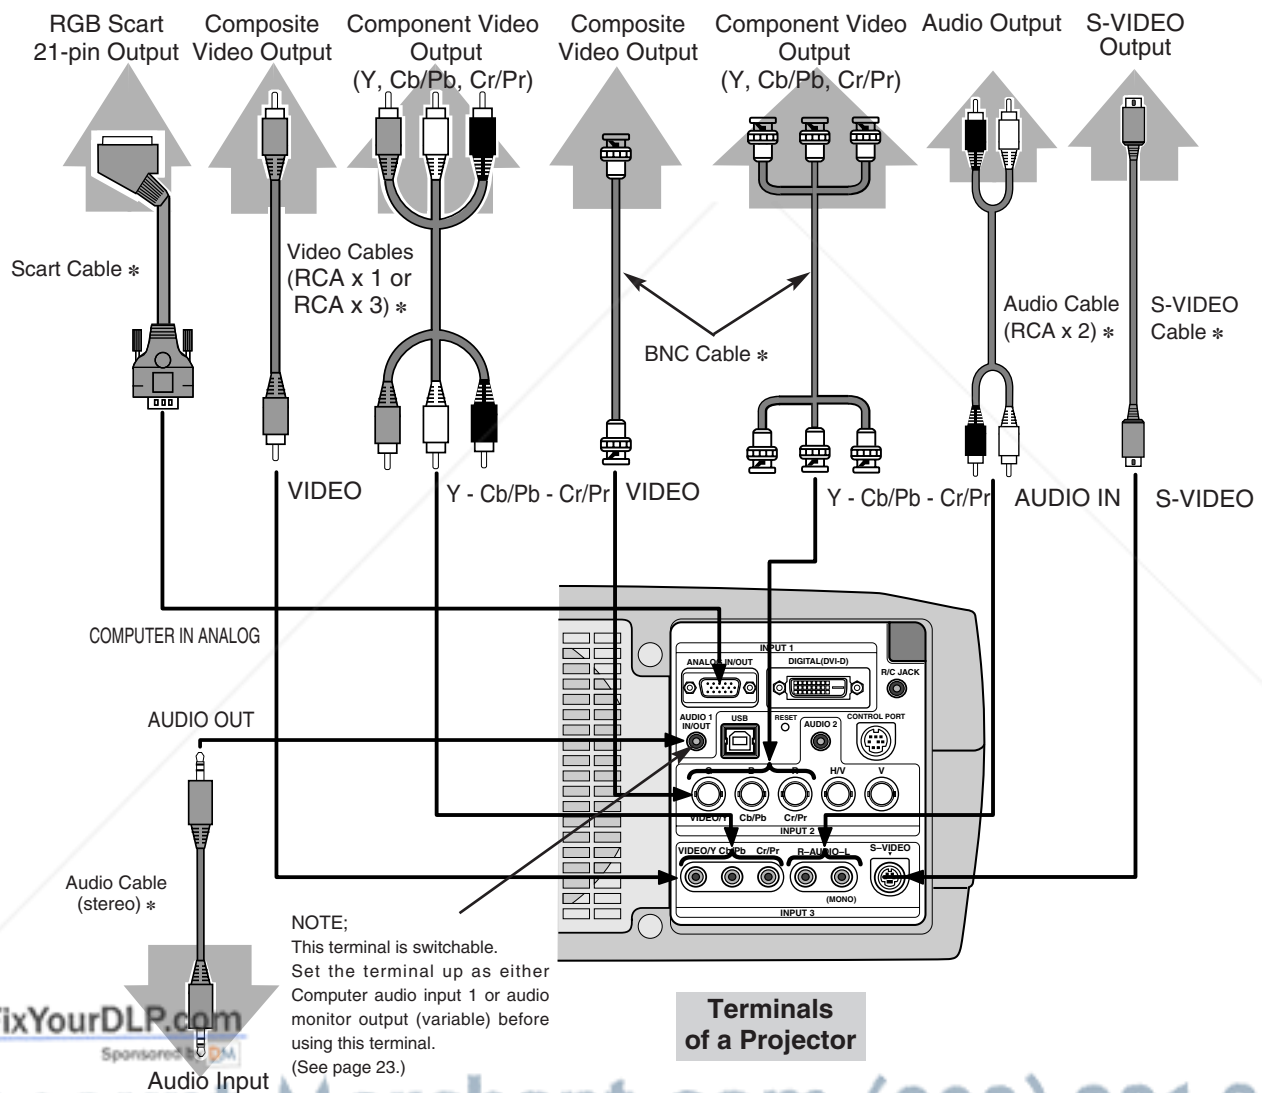 RGB Scart
21-pin Output
Composite
Video Output
Component Video
Output
(Y, Cb/Pb, Cr/Pr)
Composite
Video Output
Component Video
Output
(Y, Cb/Pb, Cr/Pr)
Audio Output
S-VIDEO
Output
Scart Cable *
Video Cables
(RCA x 1 or
RCA x 3) *
BNC Cable *
Audio Cable
(RCA x 2) *
S-VIDEO
Cable *
VIDEO
Y - Cb/Pb - Cr/Pr
VIDEO
Y - Cb/Pb - Cr/Pr
AUDIO IN
S-VIDEO
COMPUTER IN ANALOG
AUDIO OUT
INPUT 1
ANALOG IN/OUT
DIGITAL(DVI-D)
R/C JACK
AUDIO 1
IN/OUT
USB
RESET
AUDIO 2
CONTROL PORT
G
B
R
H/V
V
VIDEO/Y
Cb/Pb
Cr/Pr
INPUT 2
VIDEO/Y
Cb/Pb
Cr/Pr
R–AUDIO–L
S–VIDEO
(MONO)
INPUT 3
Audio Cable
(stereo) *
NOTE;
This terminal is switchable.
Set the terminal up as either
Computer audio input 1 or audio
monitor output (variable) before
using this terminal.
(See page 23.)
Terminals
of a Projector
FixYourDLP.com
Sponsored by DM
Audio Input